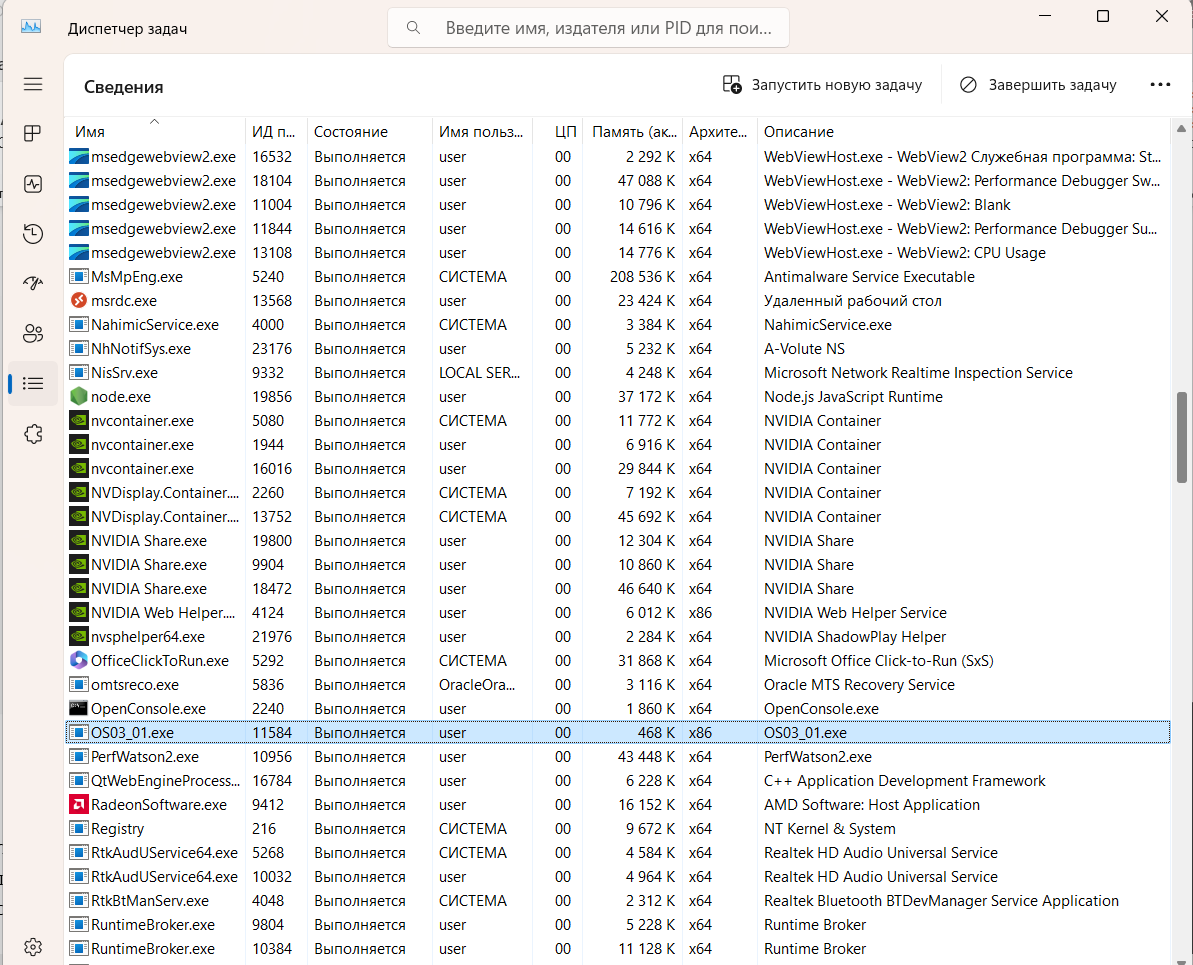 Диспетчер задач
Введите имя, издателя или PID для пои...
Сведения
Запустить новую задачу
Завершить задачу
Имя ИД п... Состояние Имя польз... ЦП Память (ак... Архите... Описание
msedgewebview2.exe 16532 Выполняется user 00 2 292 K x64 WebViewHost.exe - WebView2 Служебная программа: St...
msedgewebview2.exe 18104 Выполняется user 00 47 088 K x64 WebViewHost.exe - WebView2: Performance Debugger Sw...
msedgewebview2.exe 11004 Выполняется user 00 10 796 K x64 WebViewHost.exe - WebView2: Blank
msedgewebview2.exe 11844 Выполняется user 00 14 616 K x64 WebViewHost.exe - WebView2: Performance Debugger Su...
msedgewebview2.exe 13108 Выполняется user 00 14 776 K x64 WebViewHost.exe - WebView2: CPU Usage
MsMpEng.exe 5240 Выполняется СИСТЕМА 00 208 536 K x64 Antimalware Service Executable
msrdc.exe 13568 Выполняется user 00 23 424 K x64 Удаленный рабочий стол
NahimicService.exe 4000 Выполняется СИСТЕМА 00 3 384 K x64 NahimicService.exe
NhNotifSys.exe 23176 Выполняется user 00 5 232 K x64 A-Volute NS
NisSrv.exe 9332 Выполняется LOCAL SER... 00 4 248 K x64 Microsoft Network Realtime Inspection Service
node.exe 19856 Выполняется user 00 37 172 K x64 Node.js JavaScript Runtime
nvcontainer.exe 5080 Выполняется СИСТЕМА 00 11 772 K x64 NVIDIA Container
nvcontainer.exe 1944 Выполняется user 00 6 916 K x64 NVIDIA Container
nvcontainer.exe 16016 Выполняется user 00 29 844 K x64 NVIDIA Container
NVDisplay.Container.... 2260 Выполняется СИСТЕМА 00 7 192 K x64 NVIDIA Container
NVDisplay.Container.... 13752 Выполняется СИСТЕМА 00 45 692 K x64 NVIDIA Container
NVIDIA Share.exe 19800 Выполняется user 00 12 304 K x64 NVIDIA Share
NVIDIA Share.exe 9904 Выполняется user 00 10 860 K x64 NVIDIA Share
NVIDIA Share.exe 18472 Выполняется user 00 46 640 K x64 NVIDIA Share
NVIDIA Web Helper.... 4124 Выполняется user 00 6 012 K x86 NVIDIA Web Helper Service
nvsphelper64.exe 21976 Выполняется user 00 2 284 K x64 NVIDIA ShadowPlay Helper
OfficeClickToRun.exe 5292 Выполняется СИСТЕМА 00 31 868 K x64 Microsoft Office Click-to-Run (SxS)
omtsreco.exe 5836 Выполняется OracleOra... 00 3 116 K x64 Oracle MTS Recovery Service
OpenConsole.exe 2240 Выполняется user 00 1 860 K x64 OpenConsole.exe
OS03_01.exe 11584 Выполняется user 00 468 K x86 OS03_01.exe
PerfWatson2.exe 10956 Выполняется user 00 43 448 K x64 PerfWatson2.exe
QtWebEngineProcess... 16784 Выполняется user 00 6 228 K x64 C++ Application Development Framework
RadeonSoftware.exe 9412 Выполняется user 00 16 152 K x64 AMD Software: Host Application
Registry 216 Выполняется СИСТЕМА 00 9 672 K x64 NT Kernel & System
RtkAudUService64.exe 5268 Выполняется СИСТЕМА 00 4 584 K x64 Realtek HD Audio Universal Service
RtkAudUService64.exe 10032 Выполняется user 00 4 964 K x64 Realtek HD Audio Universal Service
RtkBtManServ.exe 4048 Выполняется СИСТЕМА 00 2 312 K x64 Realtek Bluetooth BTDevManager Service Application
RuntimeBroker.exe 9804 Выполняется user 00 5 228 K x64 Runtime Broker
RuntimeBroker.exe 10384 Выполняется user 00 11 128 K x64 Runtime Broker